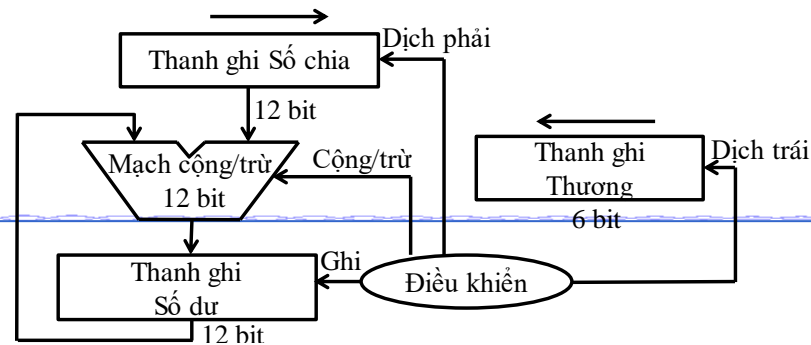 Dịch phải
Thanh ghi Số chia
12 bit
Mạch cộng/trừ
12 bit
Cộng/trừ
Thanh ghi
Thương
6 bit
Dịch trái
Thanh ghi
Số dư
12 bit
Ghi
Điều khiển